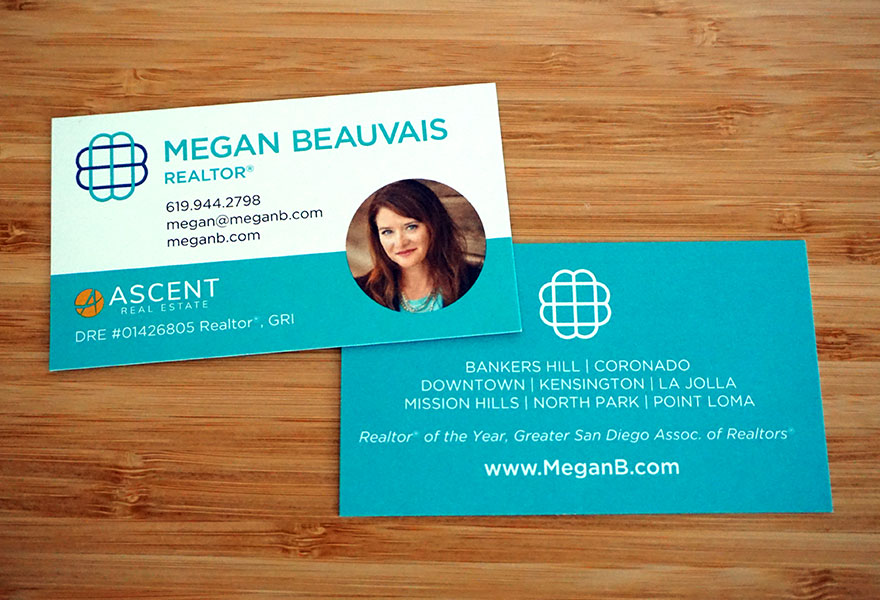 MEGAN BEAUVAIS
REALTOR®
619.944.2798
megan@meganb.com
meganb.com
ASCENT
REAL ESTATE
DRE #01426805 Realtor®, GRI
BANKERS HILL | CORONADO
DOWNTOWN | KENSINGTON | LA JOLLA
MISSION HILLS | NORTH PARK | POINT LOMA
Realtor® of the Year, Greater San Diego Assoc. of Realtors®
www.MeganB.com